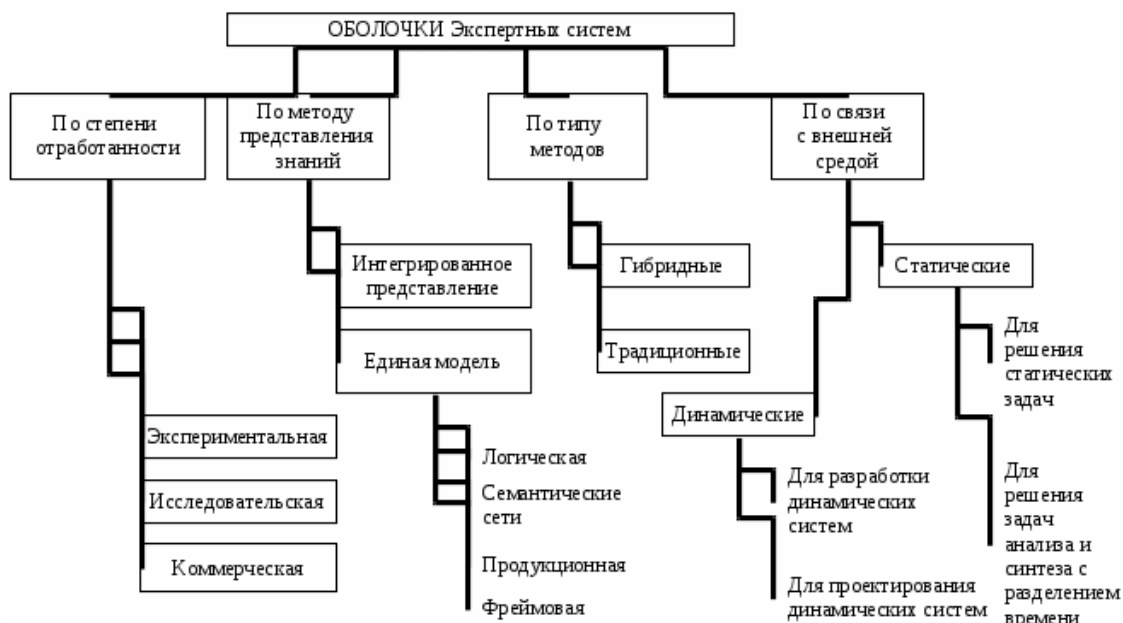 ОБОЛОЧКИ Экспертных систем
По степени
отработанности
По методу
представления
знаний
По типу
методов
По связи
с внешней
средой
Интегрированное
представление
Единая модель
Гибридные
Традиционные
Статические
Для
решения
статических
задач
Динамические
Экспериментальная
Исследовательская
Коммерческая
Логическая
Семантические
сети
Продукционная
Фреймовая
Для разработки
динамических
систем
Для проектирования
динамических систем
Для
решения
задач
анализа и
синтеза с
разделением
времени